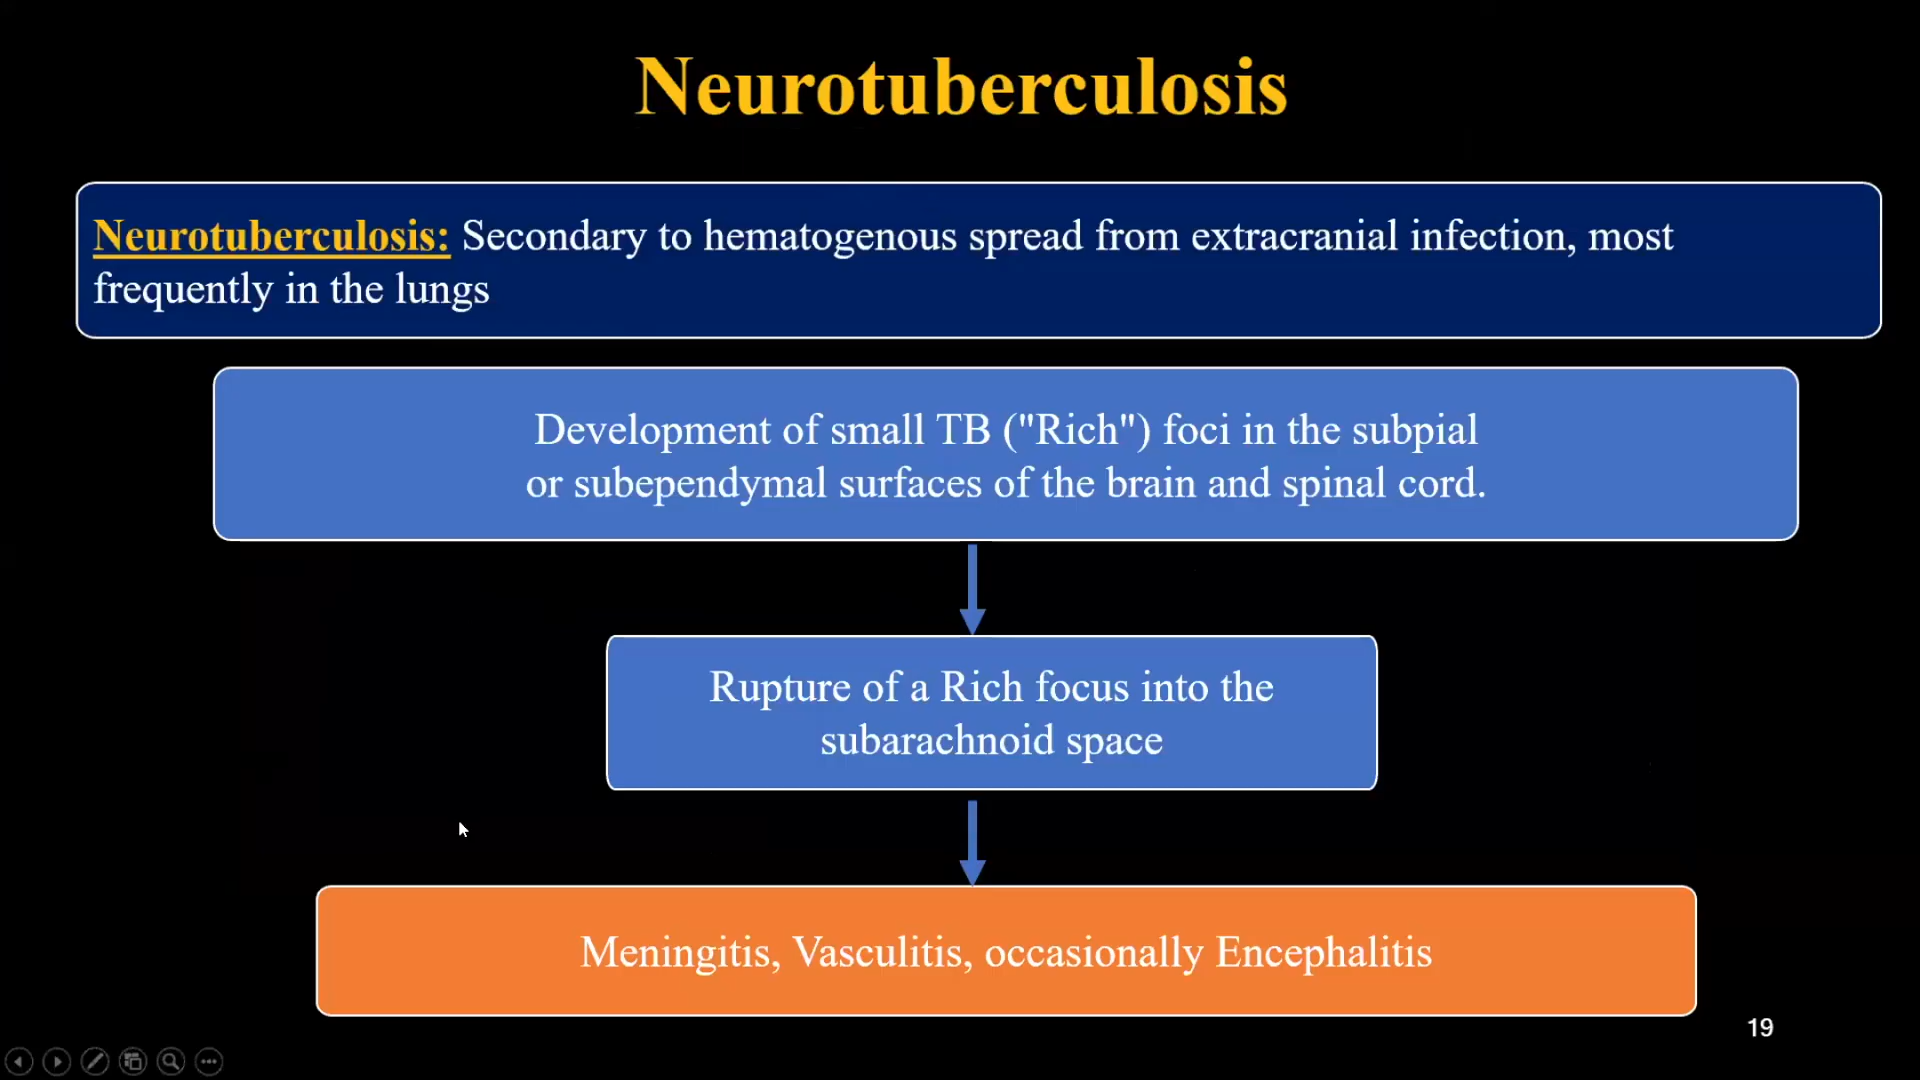 Neurotuberculosis
Neurotuberculosis: Secondary to hematogenous spread from extracranial infection, most
frequently in the lungs
Development of small TB ("Rich") foci in the subpial
or subependymal surfaces of the brain and spinal cord.
Rupture of a Rich focus into the
subarachnoid space
Meningitis, Vasculitis, occasionally Encephalitis
19